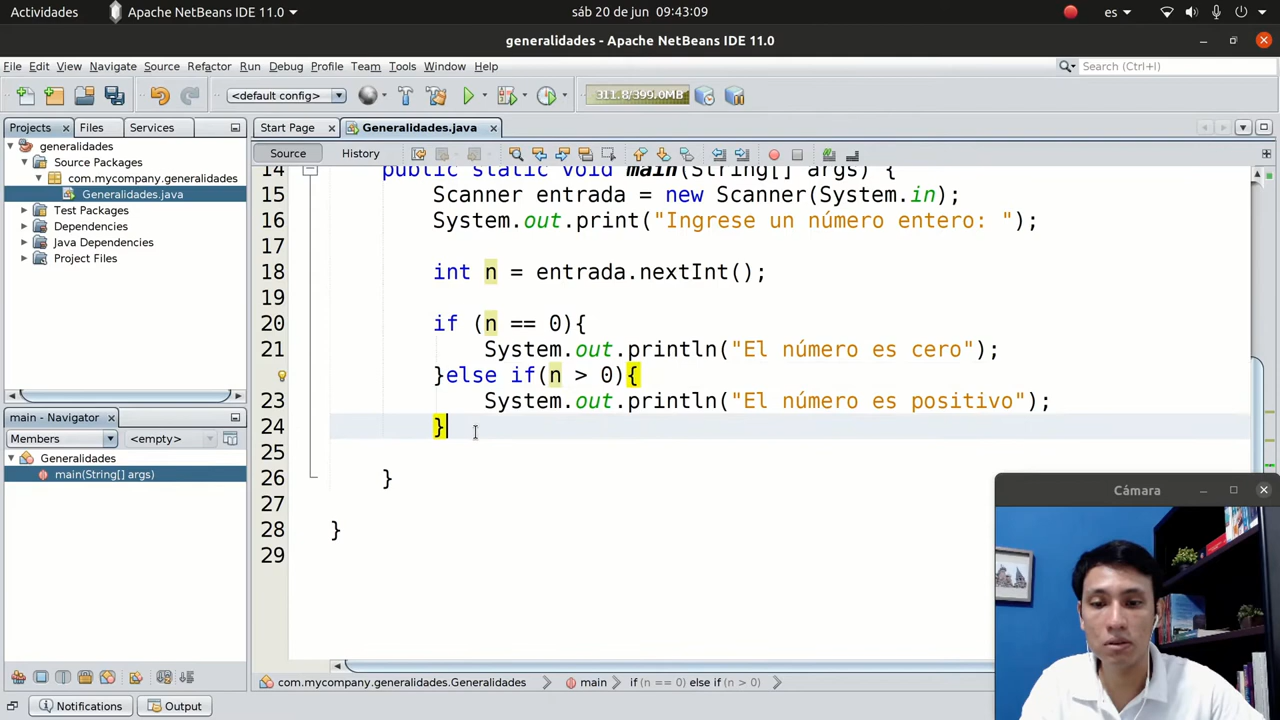 Actividades
Apache NetBeans IDE 11.0
sáb 20 de jun 09:43:09
es
generalidades - Apache NetBeans IDE 11.0
File Edit View Navigate Source Refactor Run Debug Profile Team Tools Window Help
Search (Ctrl+I)
<default config>
311.8/399.0MB
Projects Files Services
Start Page Generalidades.java
generalidades
Source Packages
com.mycompany.generalidades
Generalidades.java
Test Packages
Dependencies
Java Dependencies
Project Files
Source History
14 public static void main(String[] args) {
15 Scanner entrada = new Scanner(System.in);
16 System.out.print("Ingrese un número entero: ");
17
18 int n = entrada.nextInt();
19
20 if (n == 0){
21 System.out.println("El número es cero");
}else if(n > 0){
23 System.out.println("El número es positivo");
24 }
25
26 }
27
28 }
29
main - Navigator
Members <empty>
Generalidades
main(String[] args)
Cámara
com.mycompany.generalidades.Generalidades main if (n == 0) else if (n > 0)
Notifications Output